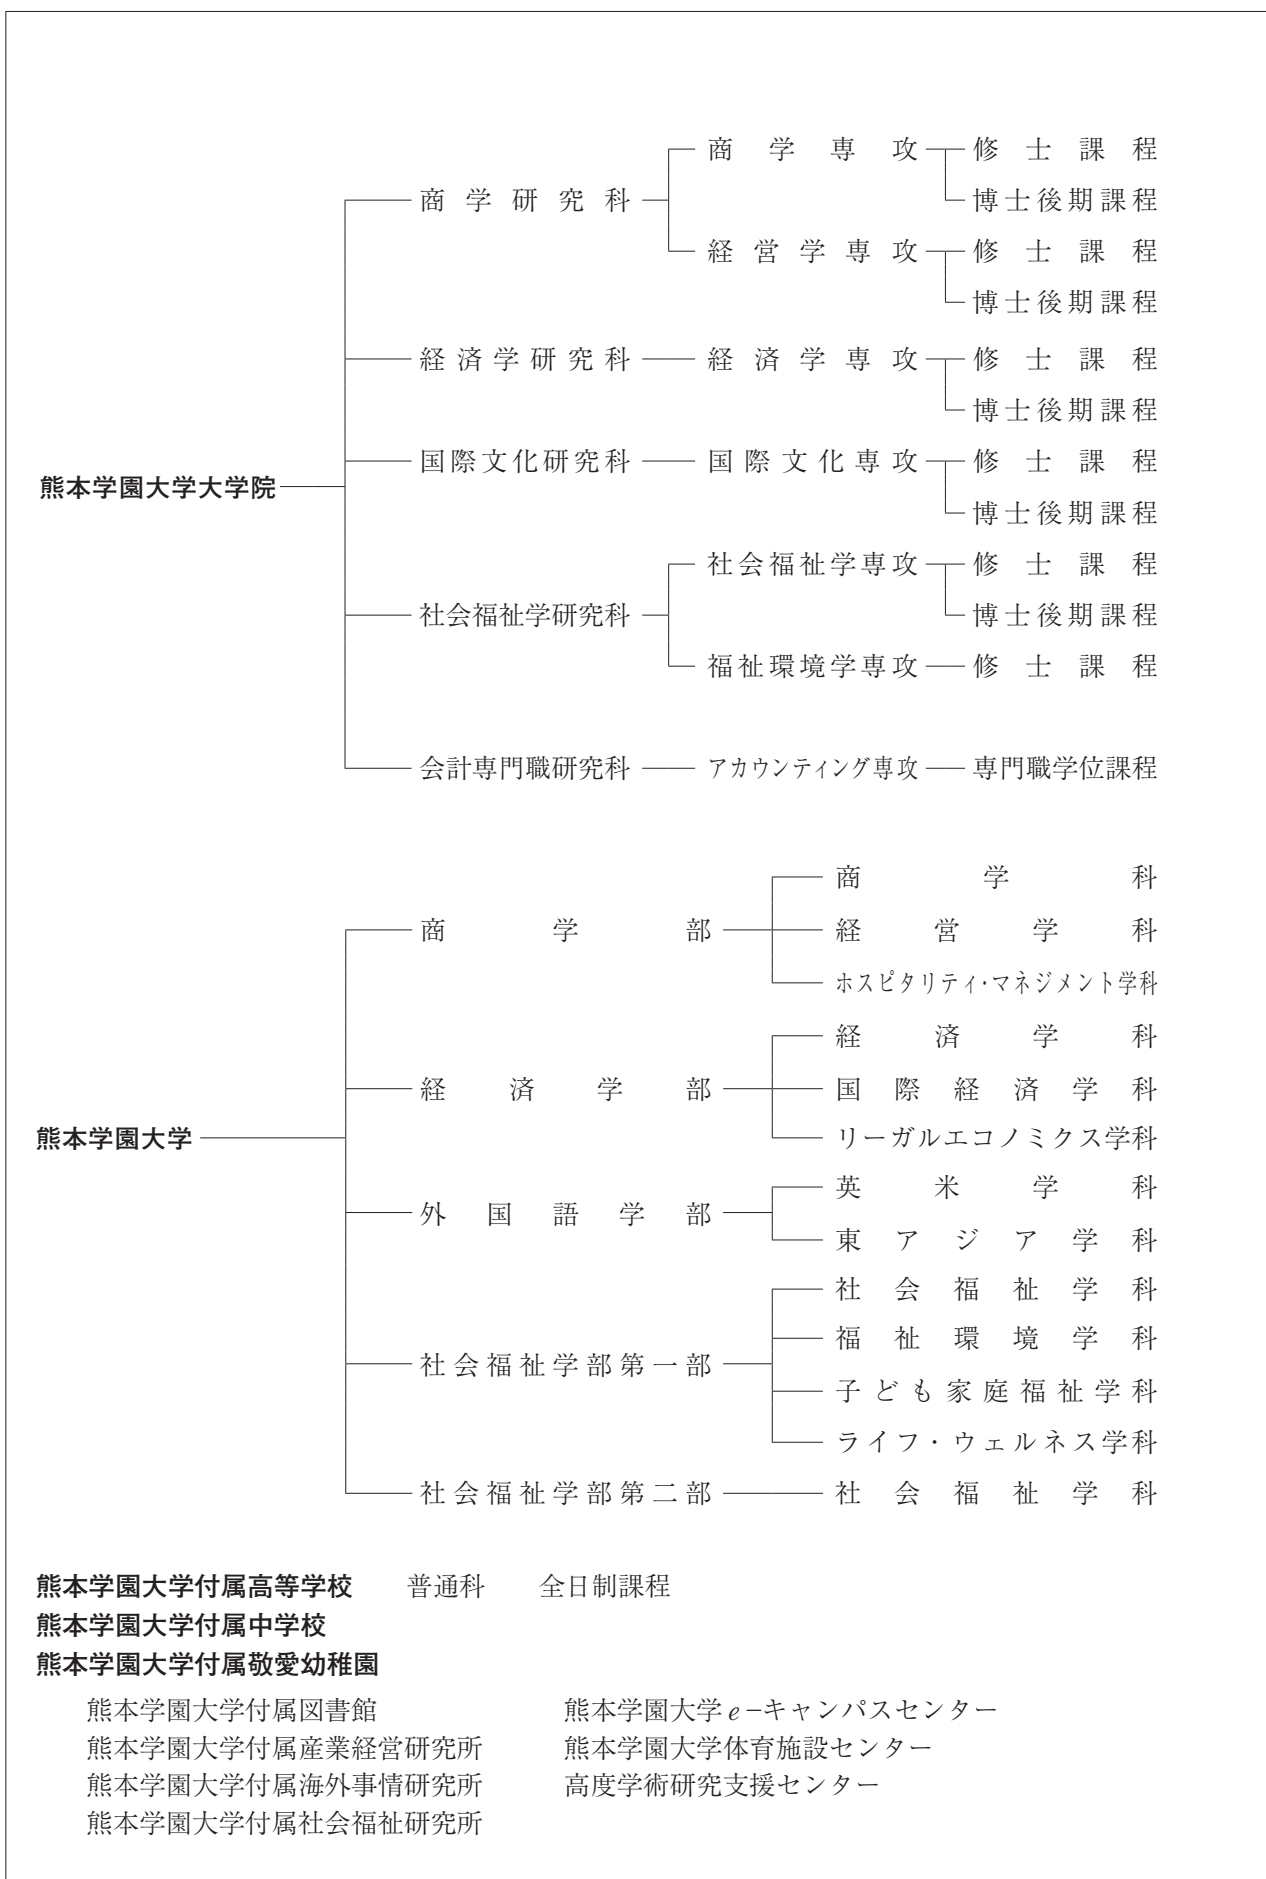 商学専攻 修士課程
商学研究科 博士後期課程
経営学専攻 修士課程
博士後期課程
経済学研究科 経済学専攻 修士課程
博士後期課程
国際文化研究科 国際文化専攻 修士課程
熊本学園大学大学院
博士後期課程
社会福祉学専攻 修士課程
社会福祉学研究科 博士後期課程
福祉環境学専攻 修士課程
会計専門職研究科 アカウンティング専攻 専門職学位課程
商学科
商学部 経営学科
ホスピタリティ・マネジメント学科
経済学科
経済学部 国際経済学科
熊本学園大学 リーガルエコノミクス学科
英米学科
外国語学部
東アジア学科
社会福祉学科
福祉環境学科
社会福祉学部第一部
子ども家庭福祉学科
ライフ・ウェルネス学科
社会福祉学部第二部 社会福祉学科
熊本学園大学付属高等学校 普通科 全日制課程
熊本学園大学付属中学校
熊本学園大学付属敬愛幼稚園
熊本学園大学付属図書館 熊本学園大学e−キャンパスセンター
熊本学園大学付属産業経営研究所 熊本学園大学体育施設センター
熊本学園大学付属海外事情研究所 高度学術研究支援センター
熊本学園大学付属社会福祉研究所